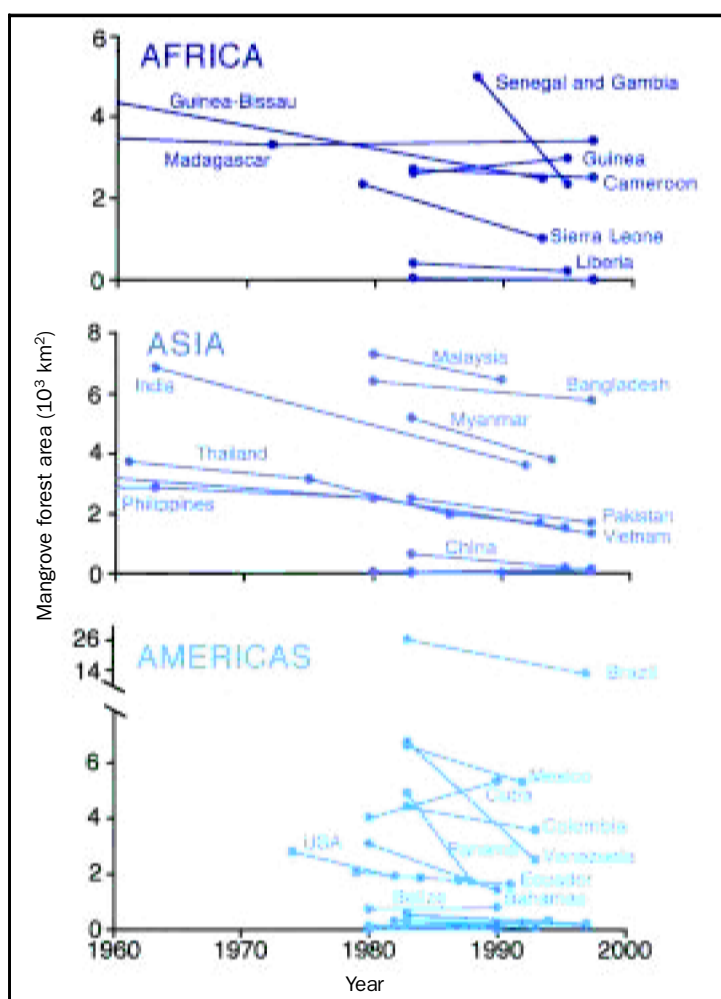 Mangrove forest area (10³ km²)
6
AFRICA
Senegal and Gambia
Guinea-Bissau
4
Guinea
Madagascar
Cameroon
2
Sierra Leone
Liberia
0
8
ASIA
Malaysia
India
Bangladesh
6
Myanmar
4
Thailand
Philippines
Pakistan
2
Vietnam
China
0
26
AMERICAS
14
Brazil
6
Mexico
Cuba
4
Colombia
USA
Panama
Venezuela
2
Ecuador
Belize
Bahamas
0
1960 1970 1980 1990 2000
Year